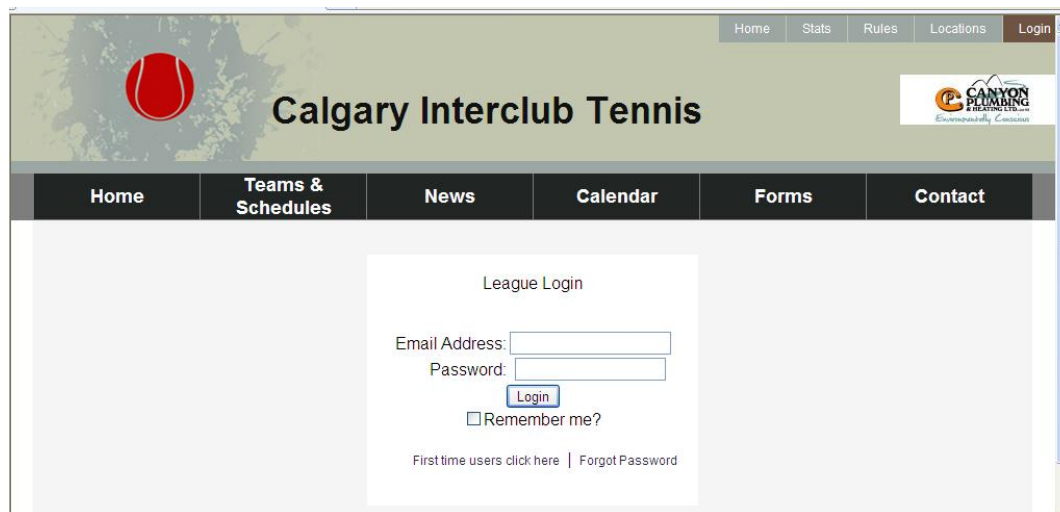 Home Stats Rules Locations Login
Calgary Interclub Tennis
CANYON
PLUMBING
& HEATING LTD.
Environmentally Conscious
Home Teams & Schedules News Calendar Forms Contact
League Login
Email Address:
Password:
Login
Remember me?
First time users click here | Forgot Password